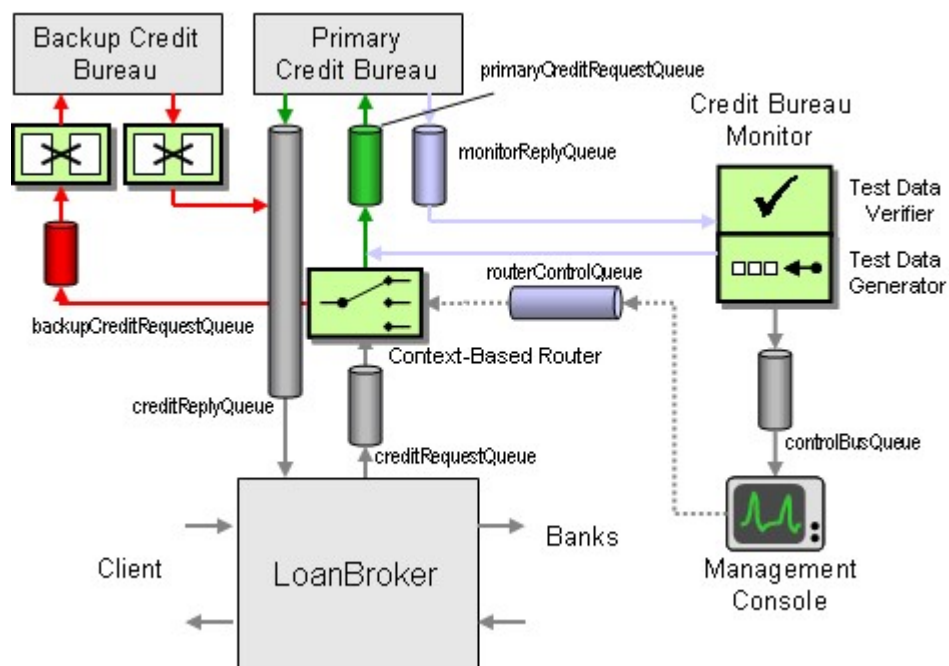 Backup Credit
Bureau
Primary
Credit Bureau
primaryCreditRequestQueue
Credit Bureau
Monitor
monitorReplyQueue
Test Data
Verifier
Test Data
Generator
routerControlQueue
backupCreditRequestQueue
Context-Based Router
creditReplyQueue
controlBusQueue
creditRequestQueue
Client
LoanBroker
Banks
Management
Console